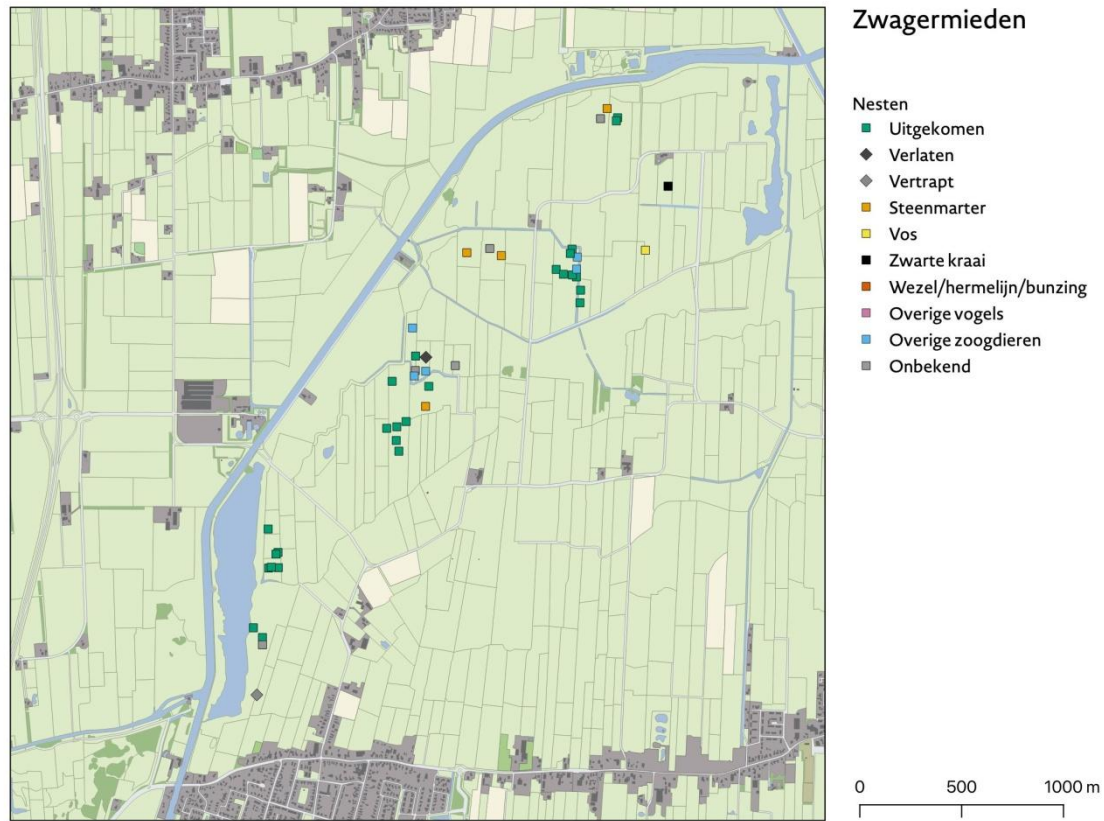 Zwagermieden
Nesten
Uitgekomen
Verlaten
Vertrapt
Steenmarter
Vos
Zwarte kraai
Wezel/hermelijn/bunzing
Overige vogels
Overige zoogdieren
Onbekend
0 500 1000 m